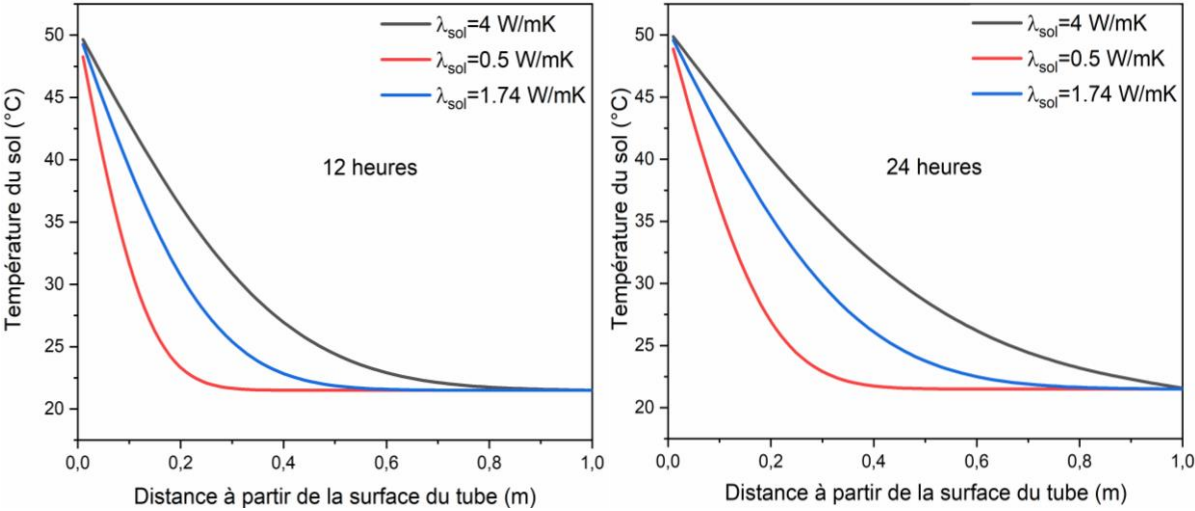 λsol=4 W/mK
λsol=0.5 W/mK
λsol=1.74 W/mK
12 heures
Température du sol (°C)
50
45
40
35
30
25
20
0,0 0,2 0,4 0,6 0,8 1,0
Distance à partir de la surface du tube (m)
λsol=4 W/mK
λsol=0.5 W/mK
λsol=1.74 W/mK
24 heures
Température du sol (°C)
50
45
40
35
30
25
20
0,0 0,2 0,4 0,6 0,8 1,0
Distance à partir de la surface du tube (m)